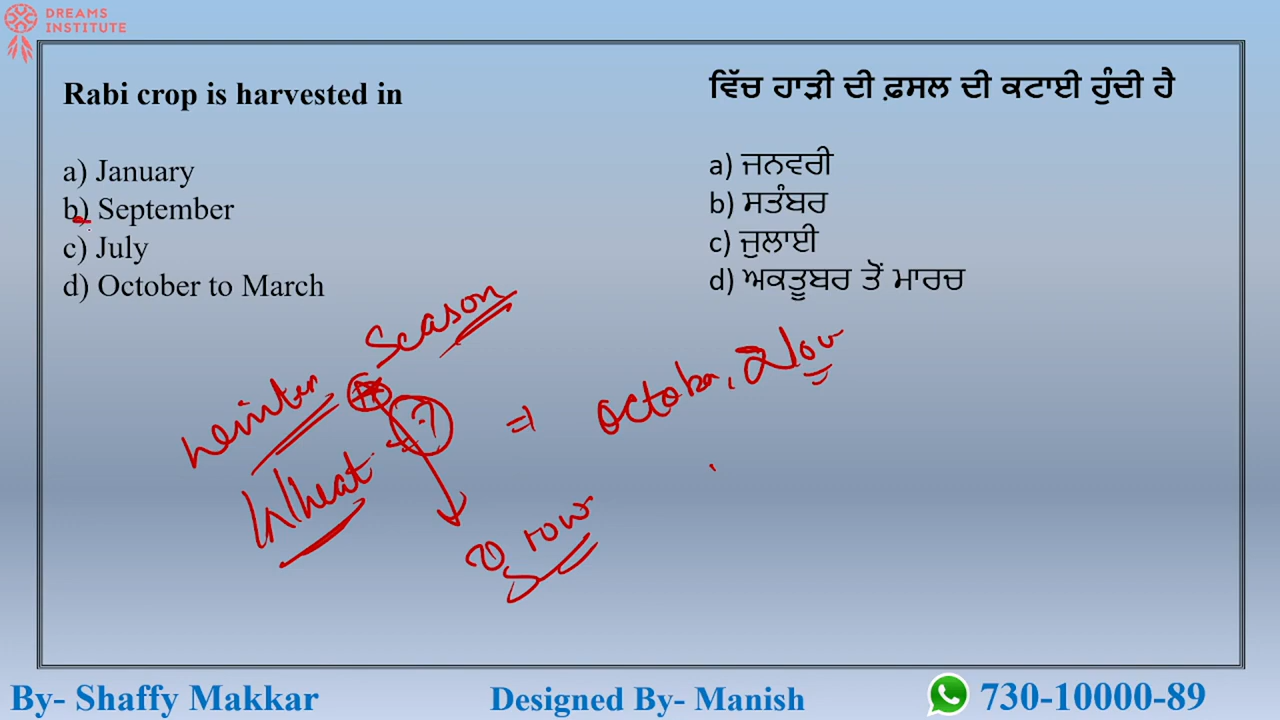 DREAMS
INSTITUTE
Rabi crop is harvested in
a) January
b) September
c) July
d) October to March
ਵਿੱਚ ਹਾੜੀ ਦੀ ਫ਼ਸਲ ਦੀ ਕਟਾਈ ਹੁੰਦੀ ਹੈ
a) ਜਨਵਰੀ
b) ਸਤੰਬਰ
c) ਜੁਲਾਈ
d) ਅਕਤੂਬਰ ਤੋਂ ਮਾਰਚ
winter Season
Wheat ? ⇒ October, Nov
grow
By- Shaffy Makkar
Designed By- Manish
730-10000-89